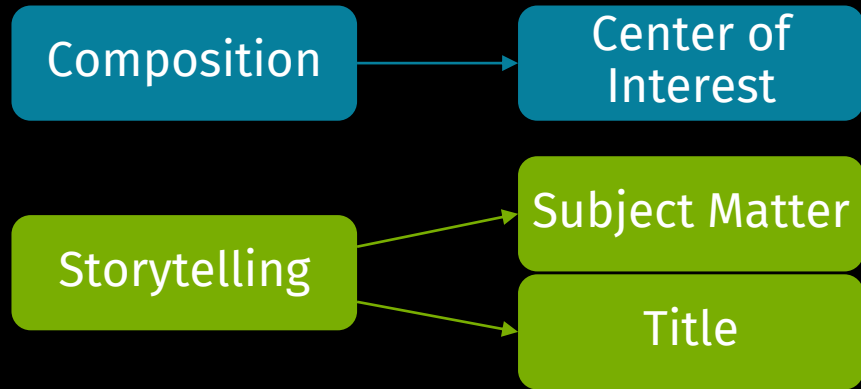 Composition
Center of
Interest
Storytelling
Subject Matter
Title